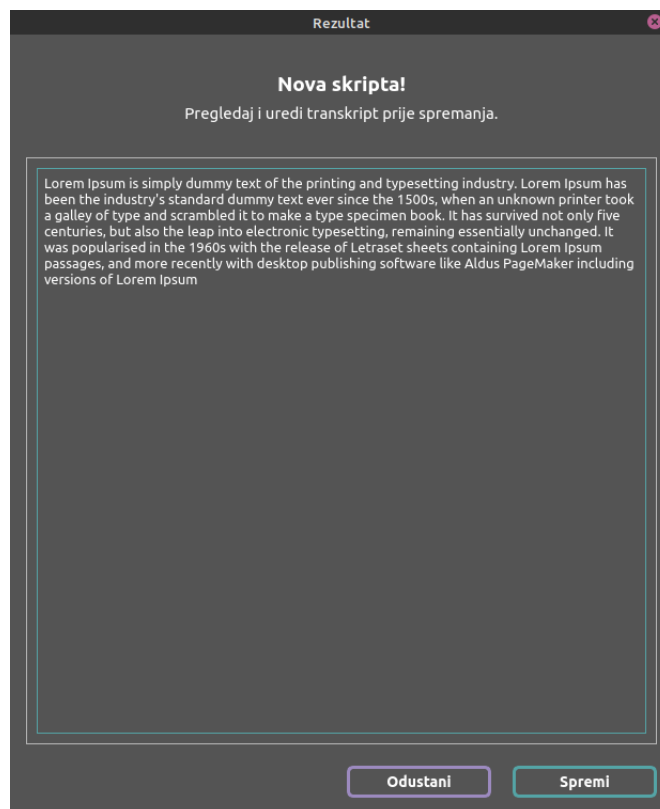 Rezultat
Nova skripta!
Pregledaj i uredi transkript prije spremanja.
Lorem Ipsum is simply dummy text of the printing and typesetting industry. Lorem Ipsum has
been the industry's standard dummy text ever since the 1500s, when an unknown printer took
a galley of type and scrambled it to make a type specimen book. It has survived not only five
centuries, but also the leap into electronic typesetting, remaining essentially unchanged. It
was popularised in the 1960s with the release of Letraset sheets containing Lorem Ipsum
passages, and more recently with desktop publishing software like Aldus PageMaker including
versions of Lorem Ipsum
Odustani Spremi